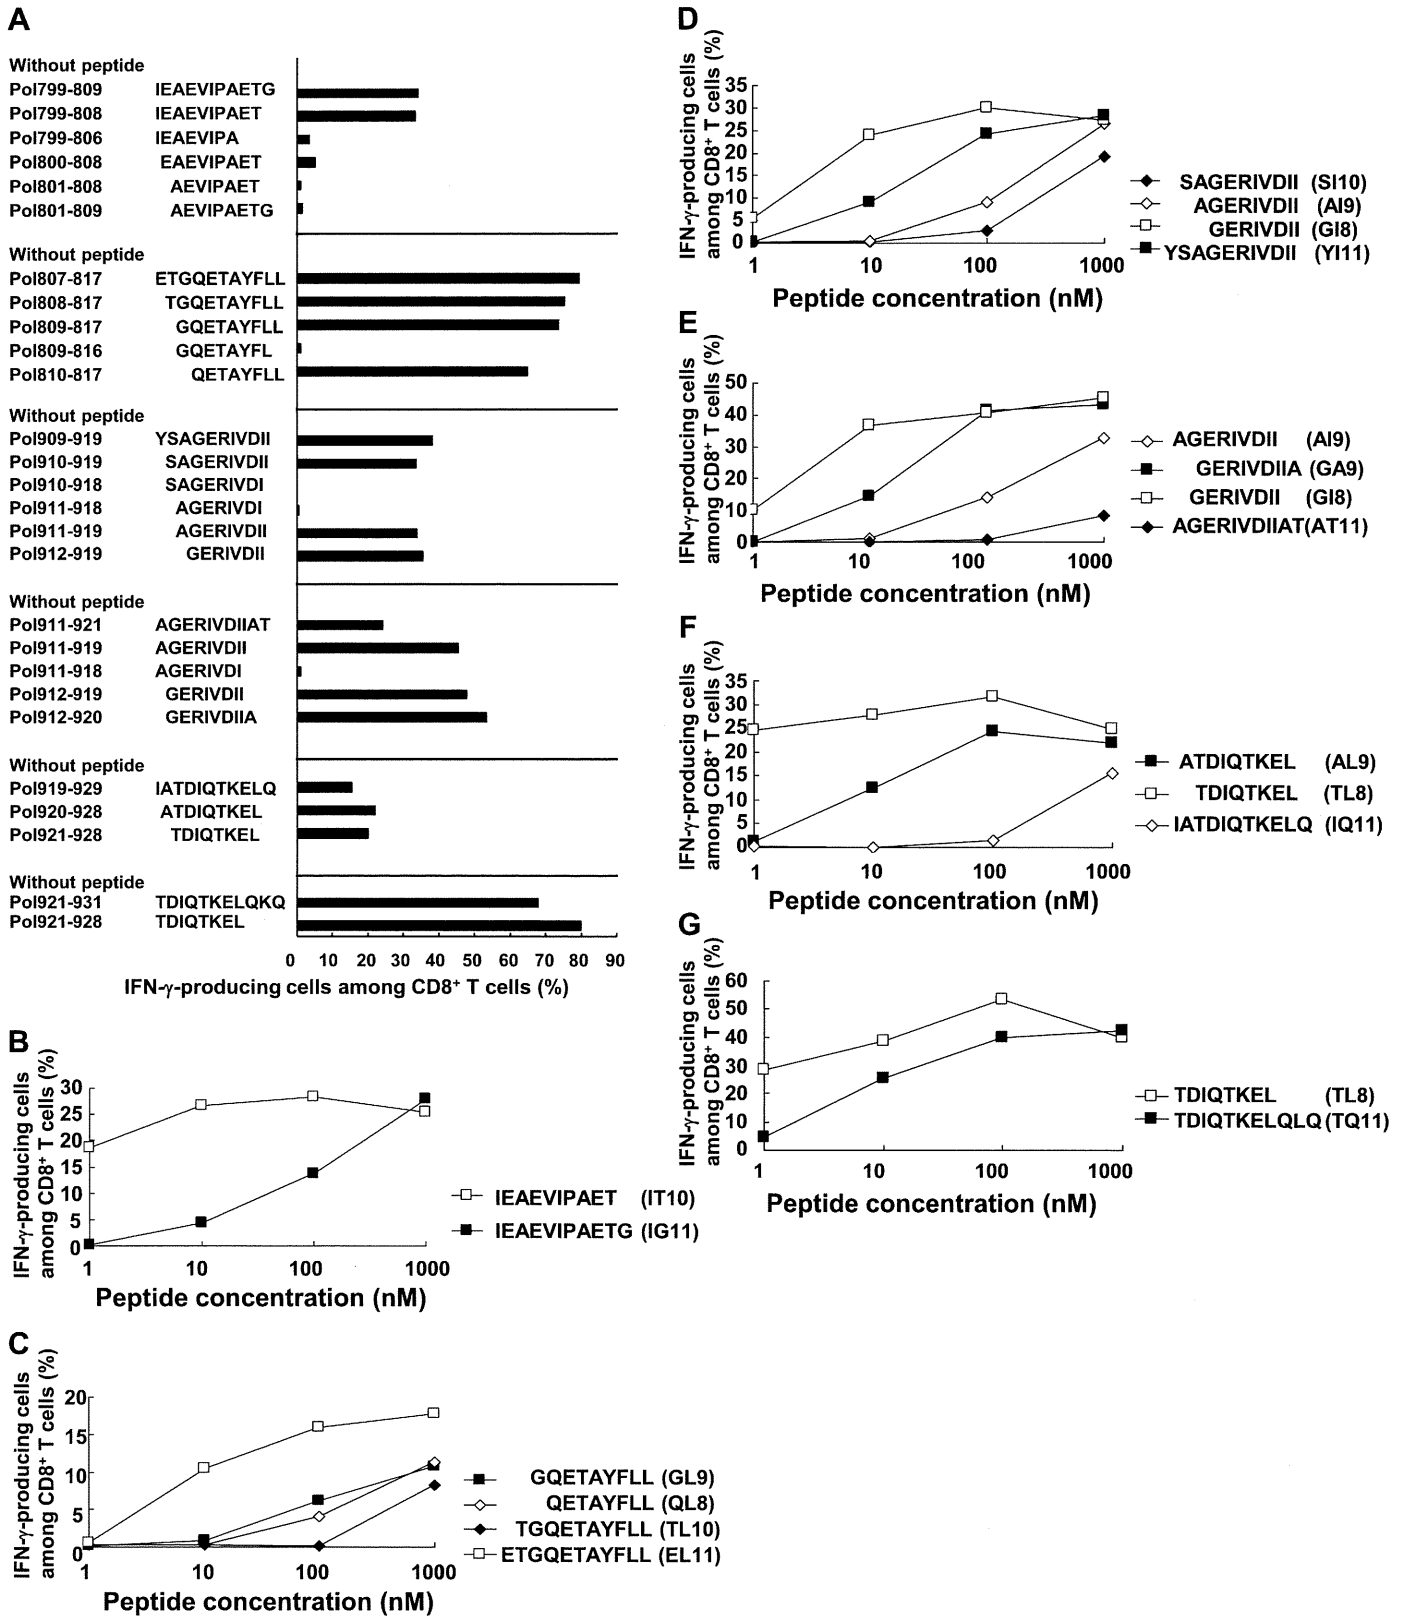 A
Without peptide
Pol799-809 IEAEVIPAETG
Pol799-808 IEAEVIPAET
Pol799-806 IEAEVIPA
Pol800-808 EAEVIPAET
Pol801-808 AEVIPAET
Pol801-809 AEVIPAETG
Without peptide
Pol807-817 ETGQETAYFLL
Pol808-817 TGQETAYFLL
Pol809-817 GQETAYFLL
Pol809-816 GQETAYFL
Pol810-817 QETAYFLL
Without peptide
Pol909-919 YSAGERIVDII
Pol910-919 SAGERIVDII
Pol910-918 SAGERIVDI
Pol911-918 AGERIVDI
Pol911-919 AGERIVDII
Pol912-919 GERIVDII
Without peptide
Pol911-921 AGERIVDIIAT
Pol911-919 AGERIVDII
Pol911-918 AGERIVDI
Pol912-919 GERIVDII
Pol912-920 GERIVDIIA
Without peptide
Pol919-929 IATDIQTKELQ
Pol920-928 ATDIQTKEL
Pol921-928 TDIQTKEL
Without peptide
Pol921-931 TDIQTKELQKQ
Pol921-928 TDIQTKEL
0 10 20 30 40 50 60 70 80 90
IFN-γ-producing cells among CD8+ T cells (%)
B
IFN-γ-producing cells
among CD8+ T cells (%)
30
25
20
15
10
5
0
1 10 100 1000
Peptide concentration (nM)
IEAEVIPAET (IT10)
IEAEVIPAETG (IG11)
C
IFN-γ-producing cells
among CD8+ T cells (%)
20
15
10
5
0
1 10 100 1000
Peptide concentration (nM)
GQETAYFLL (GL9)
QETAYFLL (QL8)
TGQETAYFLL (TL10)
ETGQETAYFLL (EL11)
D
IFN-γ-producing cells
among CD8+ T cells (%)
35
30
25
20
15
10
5
0
1 10 100 1000
Peptide concentration (nM)
SAGERIVDII (SI10)
AGERIVDII (AI9)
GERIVDII (GI8)
YSAGERIVDII (YI11)
E
IFN-γ-producing cells
among CD8+ T cells (%)
50
40
30
20
10
0
1 10 100 1000
Peptide concentration (nM)
AGERIVDII (AI9)
GERIVDIIA (GA9)
GERIVDII (GI8)
AGERIVDIIAT(AT11)
F
IFN-γ-producing cells
among CD8+ T cells (%)
35
30
25
20
15
10
5
0
1 10 100 1000
Peptide concentration (nM)
ATDIQTKEL (AL9)
TDIQTKEL (TL8)
IATDIQTKELQ (IQ11)
G
IFN-γ-producing cells
among CD8+ T cells (%)
60
50
40
30
20
10
0
1 10 100 1000
Peptide concentration (nM)
TDIQTKEL (TL8)
TDIQTKELQLQ (TQ11)